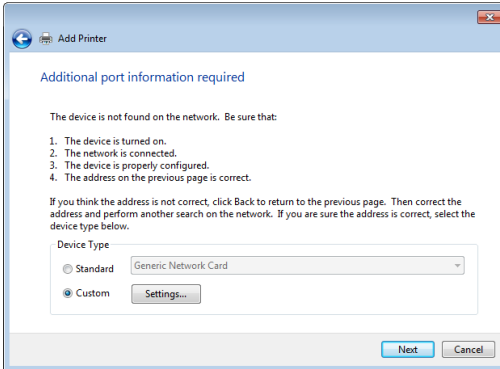 Add Printer
Additional port information required
The device is not found on the network.  Be sure that:
1.  The device is turned on.
2.  The network is connected.
3.  The device is properly configured.
4.  The address on the previous page is correct.
If you think the address is not correct, click Back to return to the previous page.  Then correct the
address and perform another search on the network.  If you are sure the address is correct, select the
device type below.
Device Type
Standard
Generic Network Card
Custom
Settings...
Next
Cancel